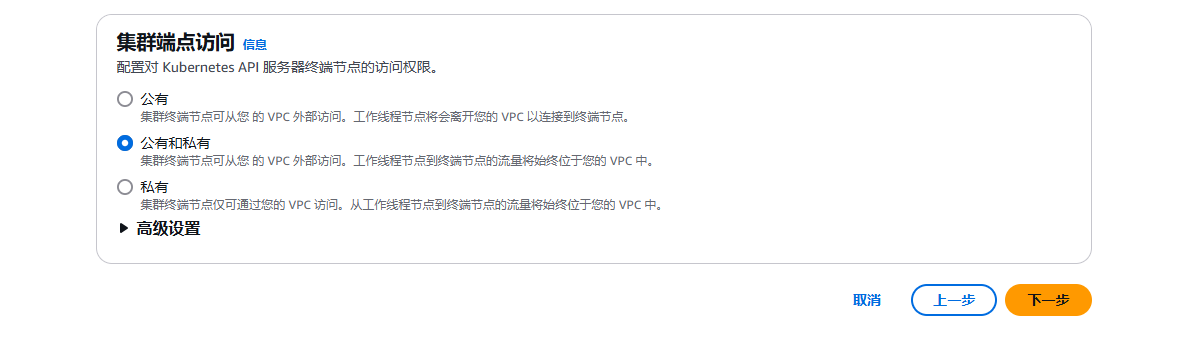 集群端点访问 信息
配置对 Kubernetes API 服务器终端节点的访问权限。
公有
集群终端节点可从您 的 VPC 外部访问。工作线程节点将会离开您的 VPC 以连接到终端节点。
公有和私有
集群终端节点可从您 的 VPC 外部访问。工作线程节点到终端节点的流量将始终位于您的 VPC 中。
私有
集群终端节点仅可通过您的 VPC 访问。从工作线程节点到终端节点的流量将始终位于您的 VPC 中。
高级设置
取消 上一步 下一步